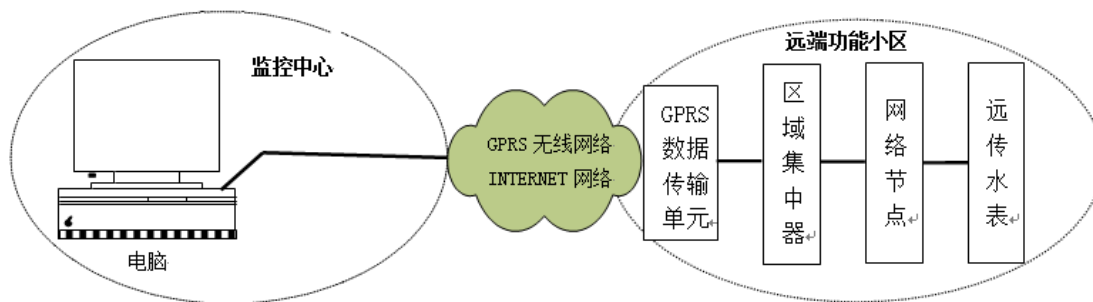 监控中心
电脑
GPRS 无线网络
INTERNET 网络
远端功能小区
GPRS
数据
传输
单元
区域集中器
网络节点
远传水表